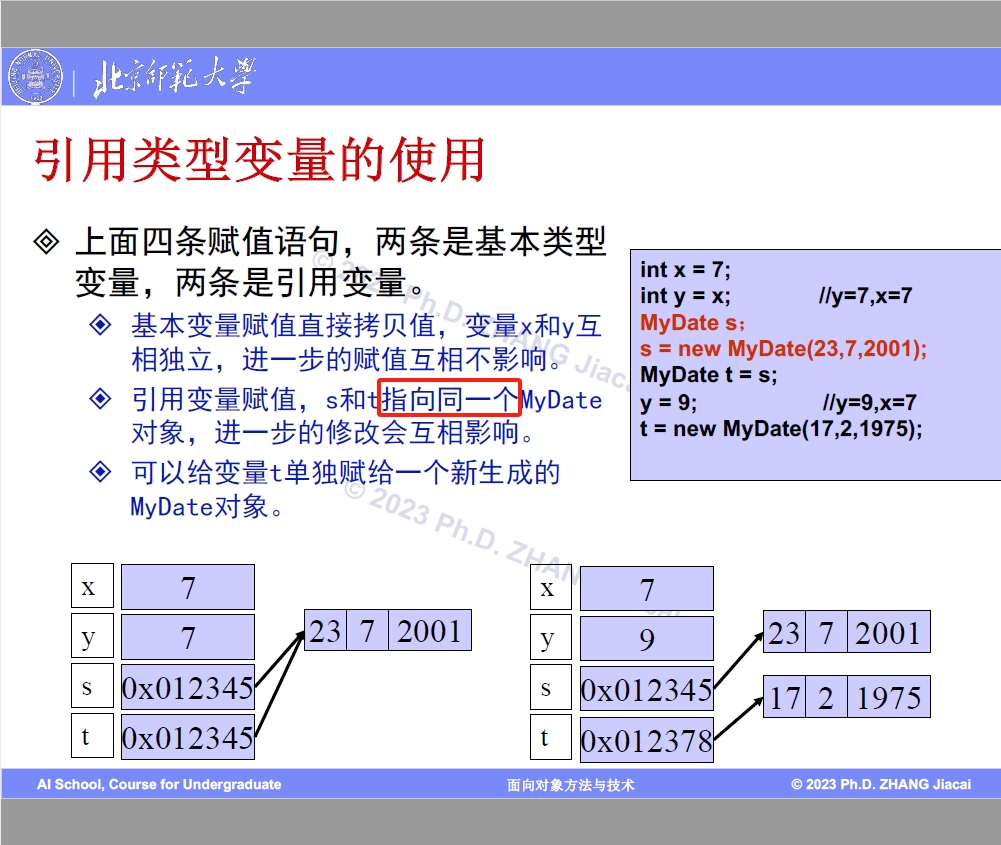 北京师范大学
引用类型变量的使用
上面四条赋值语句，两条是基本类型
变量，两条是引用变量。
基本变量赋值直接拷贝值，变量x和y互
相独立，进一步的赋值互相不影响。
引用变量赋值，s和t指向同一个MyDate
对象，进一步的修改会互相影响。
可以给变量t单独赋给一个新生成的
MyDate对象。
int x = 7;
int y = x; //y=7,x=7
MyDate s；
s = new MyDate(23,7,2001);
MyDate t = s;
y = 9; //y=9,x=7
t = new MyDate(17,2,1975);
© 2023 Ph.D. ZHANG Jiacai
© 2023 Ph.D. ZHANG Jiacai
x 7
y 7
s 0x012345
t 0x012345
23 7 2001
x 7
y 9
s 0x012345
t 0x012378
23 7 2001
17 2 1975
AI School, Course for Undergraduate
面向对象方法与技术
© 2023 Ph.D. ZHANG Jiacai